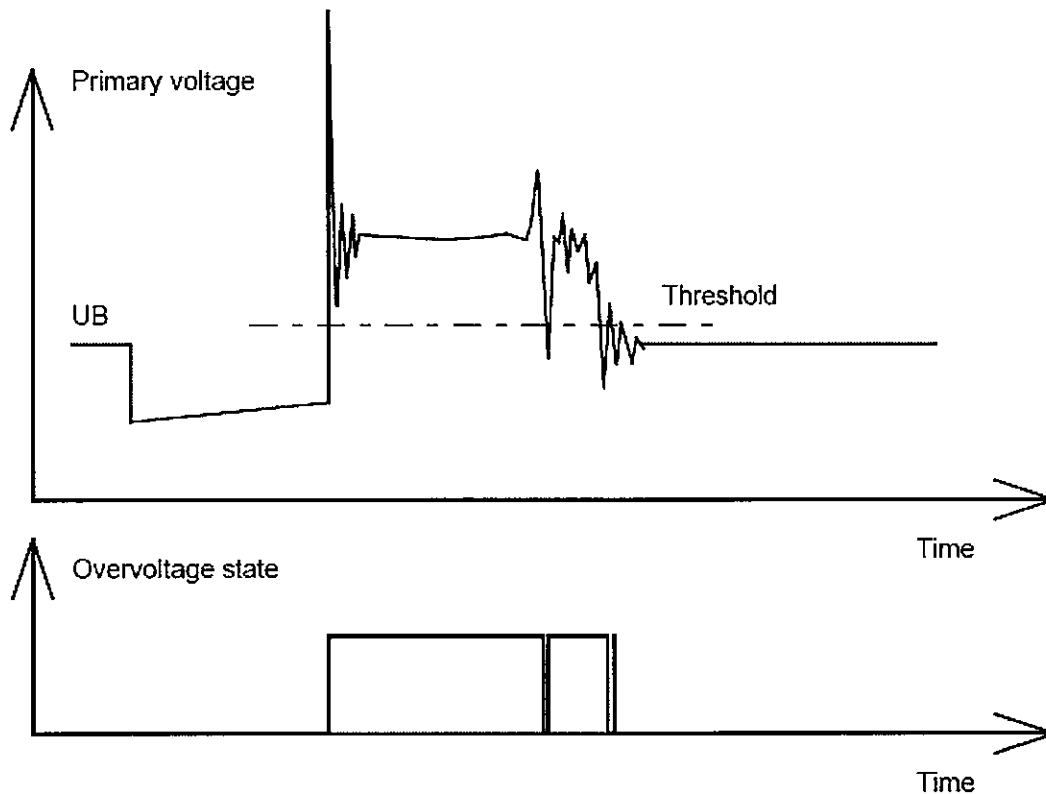 Primary voltage
UB
Threshold
Time
Overvoltage state
Time